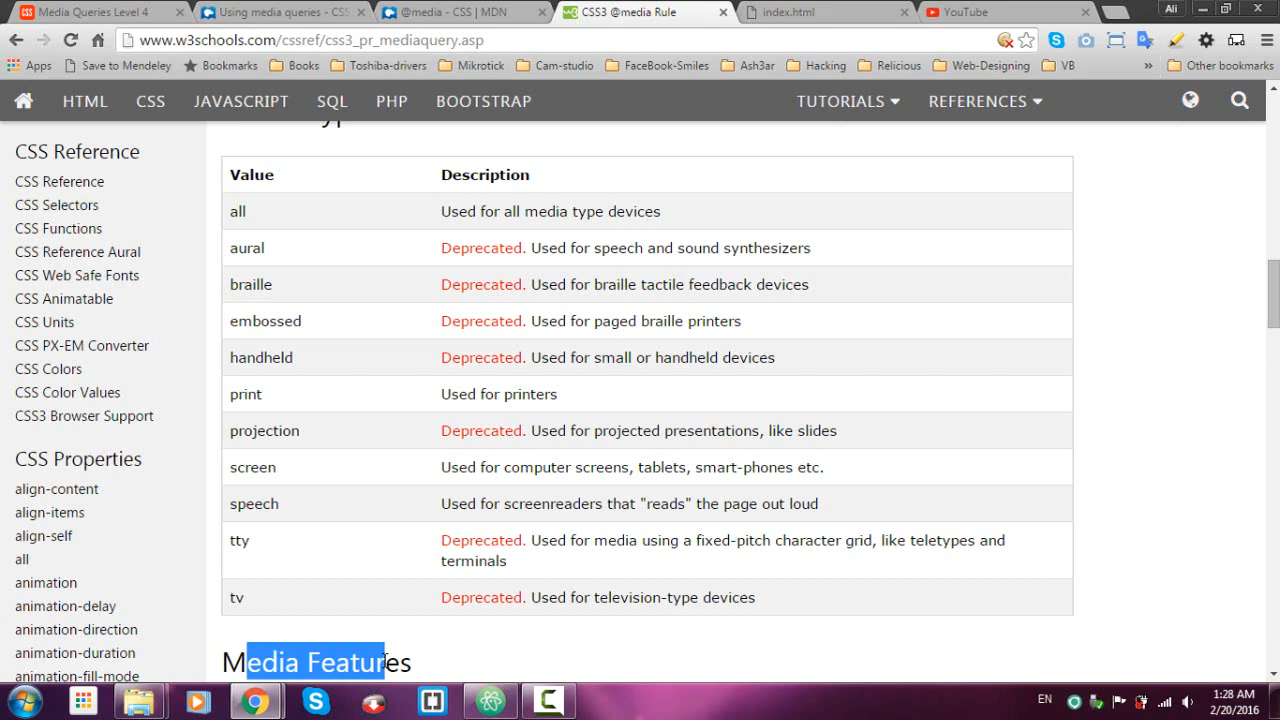 Media Queries Level 4
Using media queries - CSS
@media - CSS | MDN
CSS3 @media Rule
index.html
YouTube
Ali
www.w3schools.com/cssref/css3_pr_mediaquery.asp
Apps
Save to Mendeley
Bookmarks
Books
Toshiba-drivers
Mikrotick
Cam-studio
FaceBook-Smiles
Ash3ar
Hacking
Relicious
Web-Designing
VB
»
Other bookmarks
HTML
CSS
JAVASCRIPT
SQL
PHP
BOOTSTRAP
TUTORIALS
REFERENCES
CSS Reference
CSS Reference
CSS Selectors
CSS Functions
CSS Reference Aural
CSS Web Safe Fonts
CSS Animatable
CSS Units
CSS PX-EM Converter
CSS Colors
CSS Color Values
CSS3 Browser Support
CSS Properties
align-content
align-items
align-self
all
animation
animation-delay
animation-direction
animation-duration
animation-fill-mode
Value Description
all Used for all media type devices
aural Deprecated. Used for speech and sound synthesizers
braille Deprecated. Used for braille tactile feedback devices
embossed Deprecated. Used for paged braille printers
handheld Deprecated. Used for small or handheld devices
print Used for printers
projection Deprecated. Used for projected presentations, like slides
screen Used for computer screens, tablets, smart-phones etc.
speech Used for screenreaders that "reads" the page out loud
tty Deprecated. Used for media using a fixed-pitch character grid, like teletypes and
terminals
tv Deprecated. Used for television-type devices
Media Features
EN
1:28 AM
2/20/2016